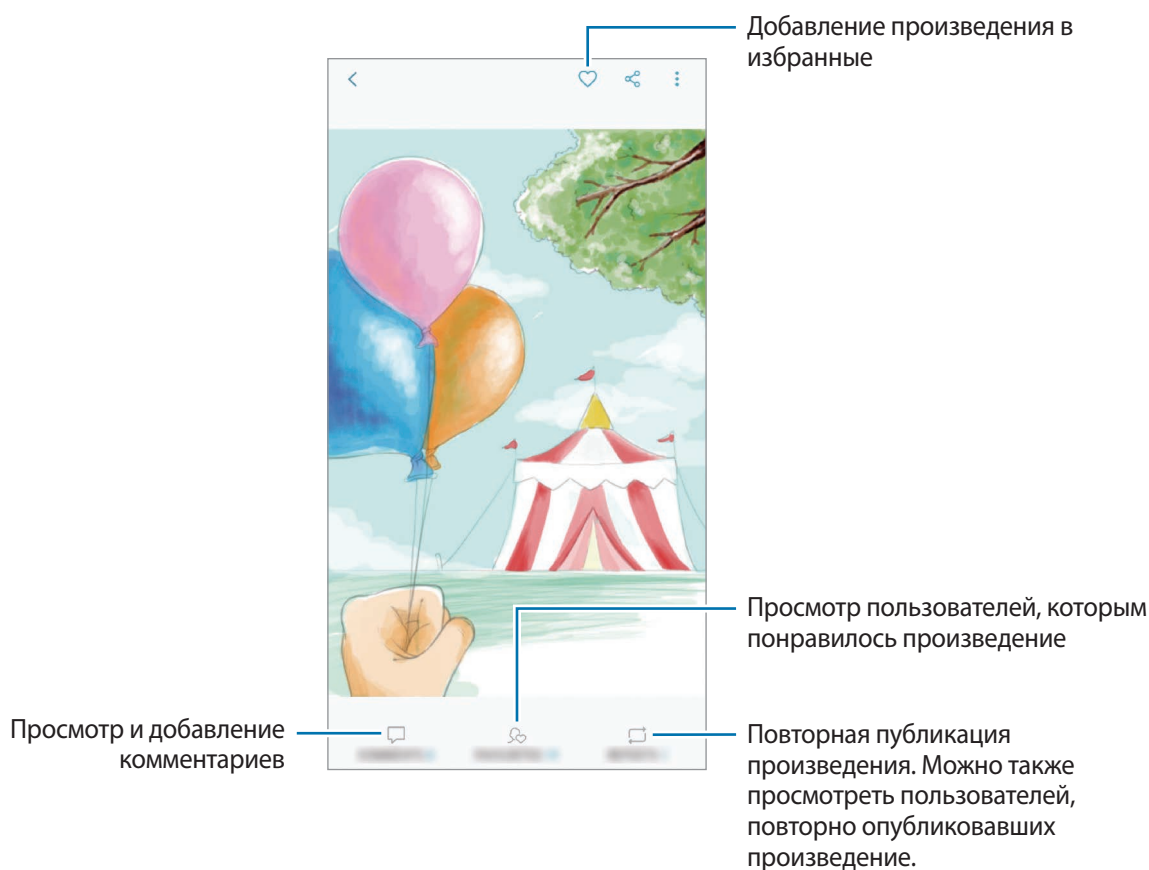 Добавление произведения в
избранные
Просмотр пользователей, которым
понравилось произведение
Просмотр и добавление
комментариев
Повторная публикация
произведения. Можно также
просмотреть пользователей,
повторно опубликовавших
произведение.